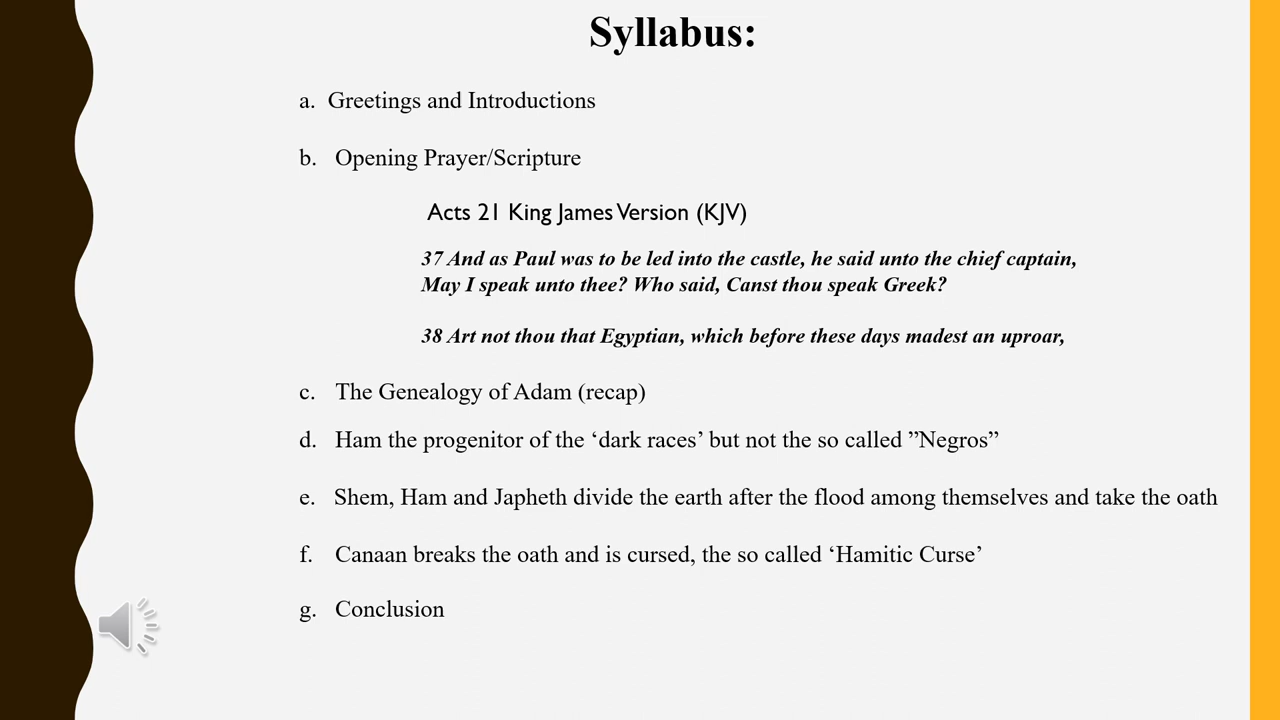 Syllabus:
a. Greetings and Introductions
b. Opening Prayer/Scripture
Acts 21 King James Version (KJV)
37 And as Paul was to be led into the castle, he said unto the chief captain,
May I speak unto thee? Who said, Canst thou speak Greek?
38 Art not thou that Egyptian, which before these days madest an uproar,
c. The Genealogy of Adam (recap)
d. Ham the progenitor of the ‘dark races’ but not the so called ”Negros”
e. Shem, Ham and Japheth divide the earth after the flood among themselves and take the oath
f. Canaan breaks the oath and is cursed, the so called ‘Hamitic Curse’
g. Conclusion